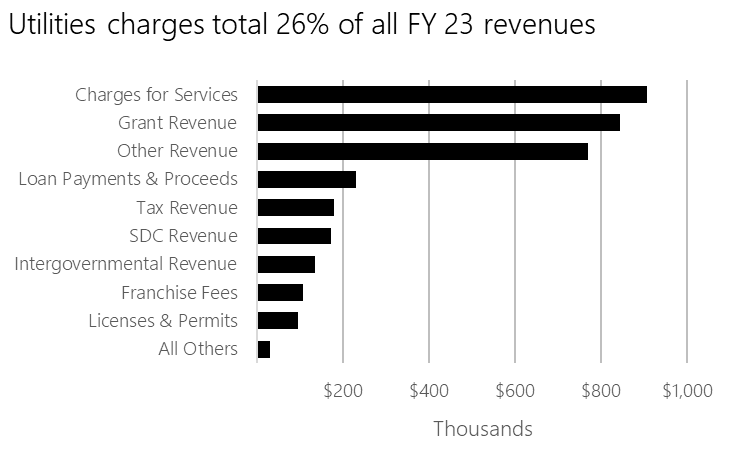 Utilities charges total 26% of all FY 23 revenues
Charges for Services
Grant Revenue
Other Revenue
Loan Payments & Proceeds
Tax Revenue
SDC Revenue
Intergovernmental Revenue
Franchise Fees
Licenses & Permits
All Others
$200 $400 $600 $800 $1,000
Thousands